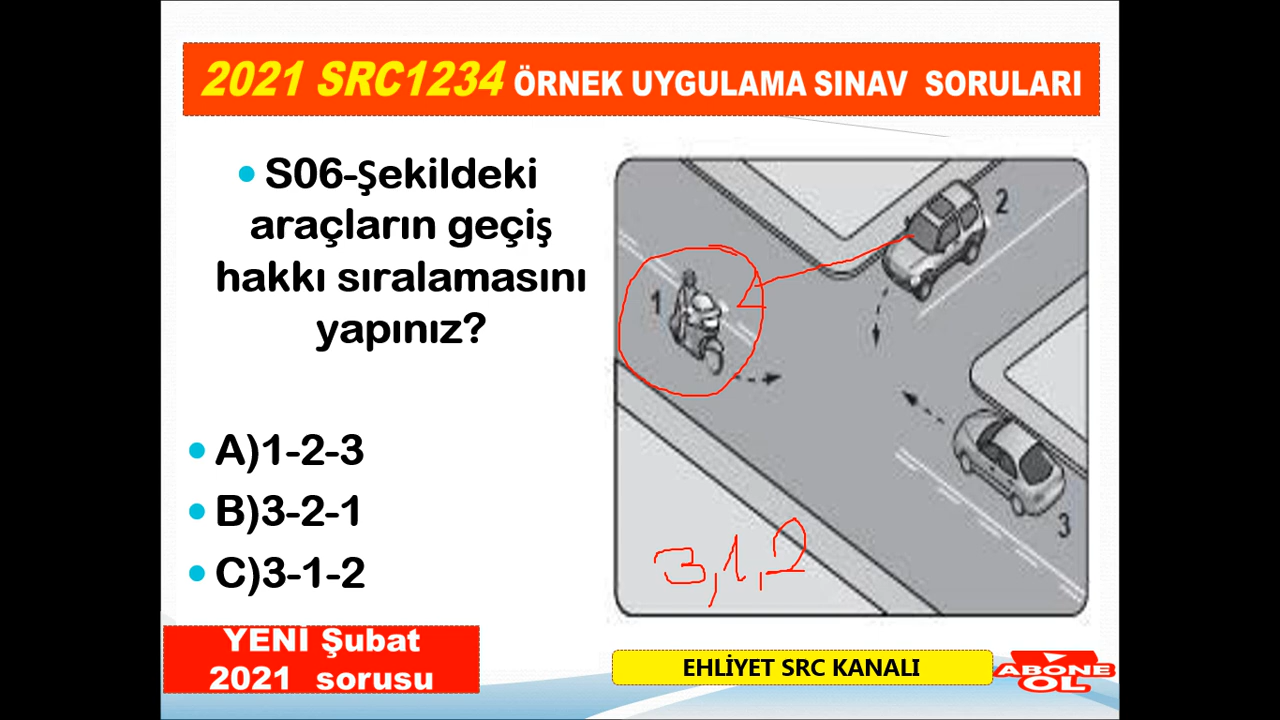 2021 SRC1234 ÖRNEK UYGULAMA SINAV SORULARI
• S06-Şekildeki
araçların geçiş
hakkı sıralamasını
yapınız?
• A)1-2-3
• B)3-2-1
• C)3-1-2
2
1
3
3,1,2
YENİ Şubat
2021 sorusu
EHLİYET SRC KANALI
ABONE
OL